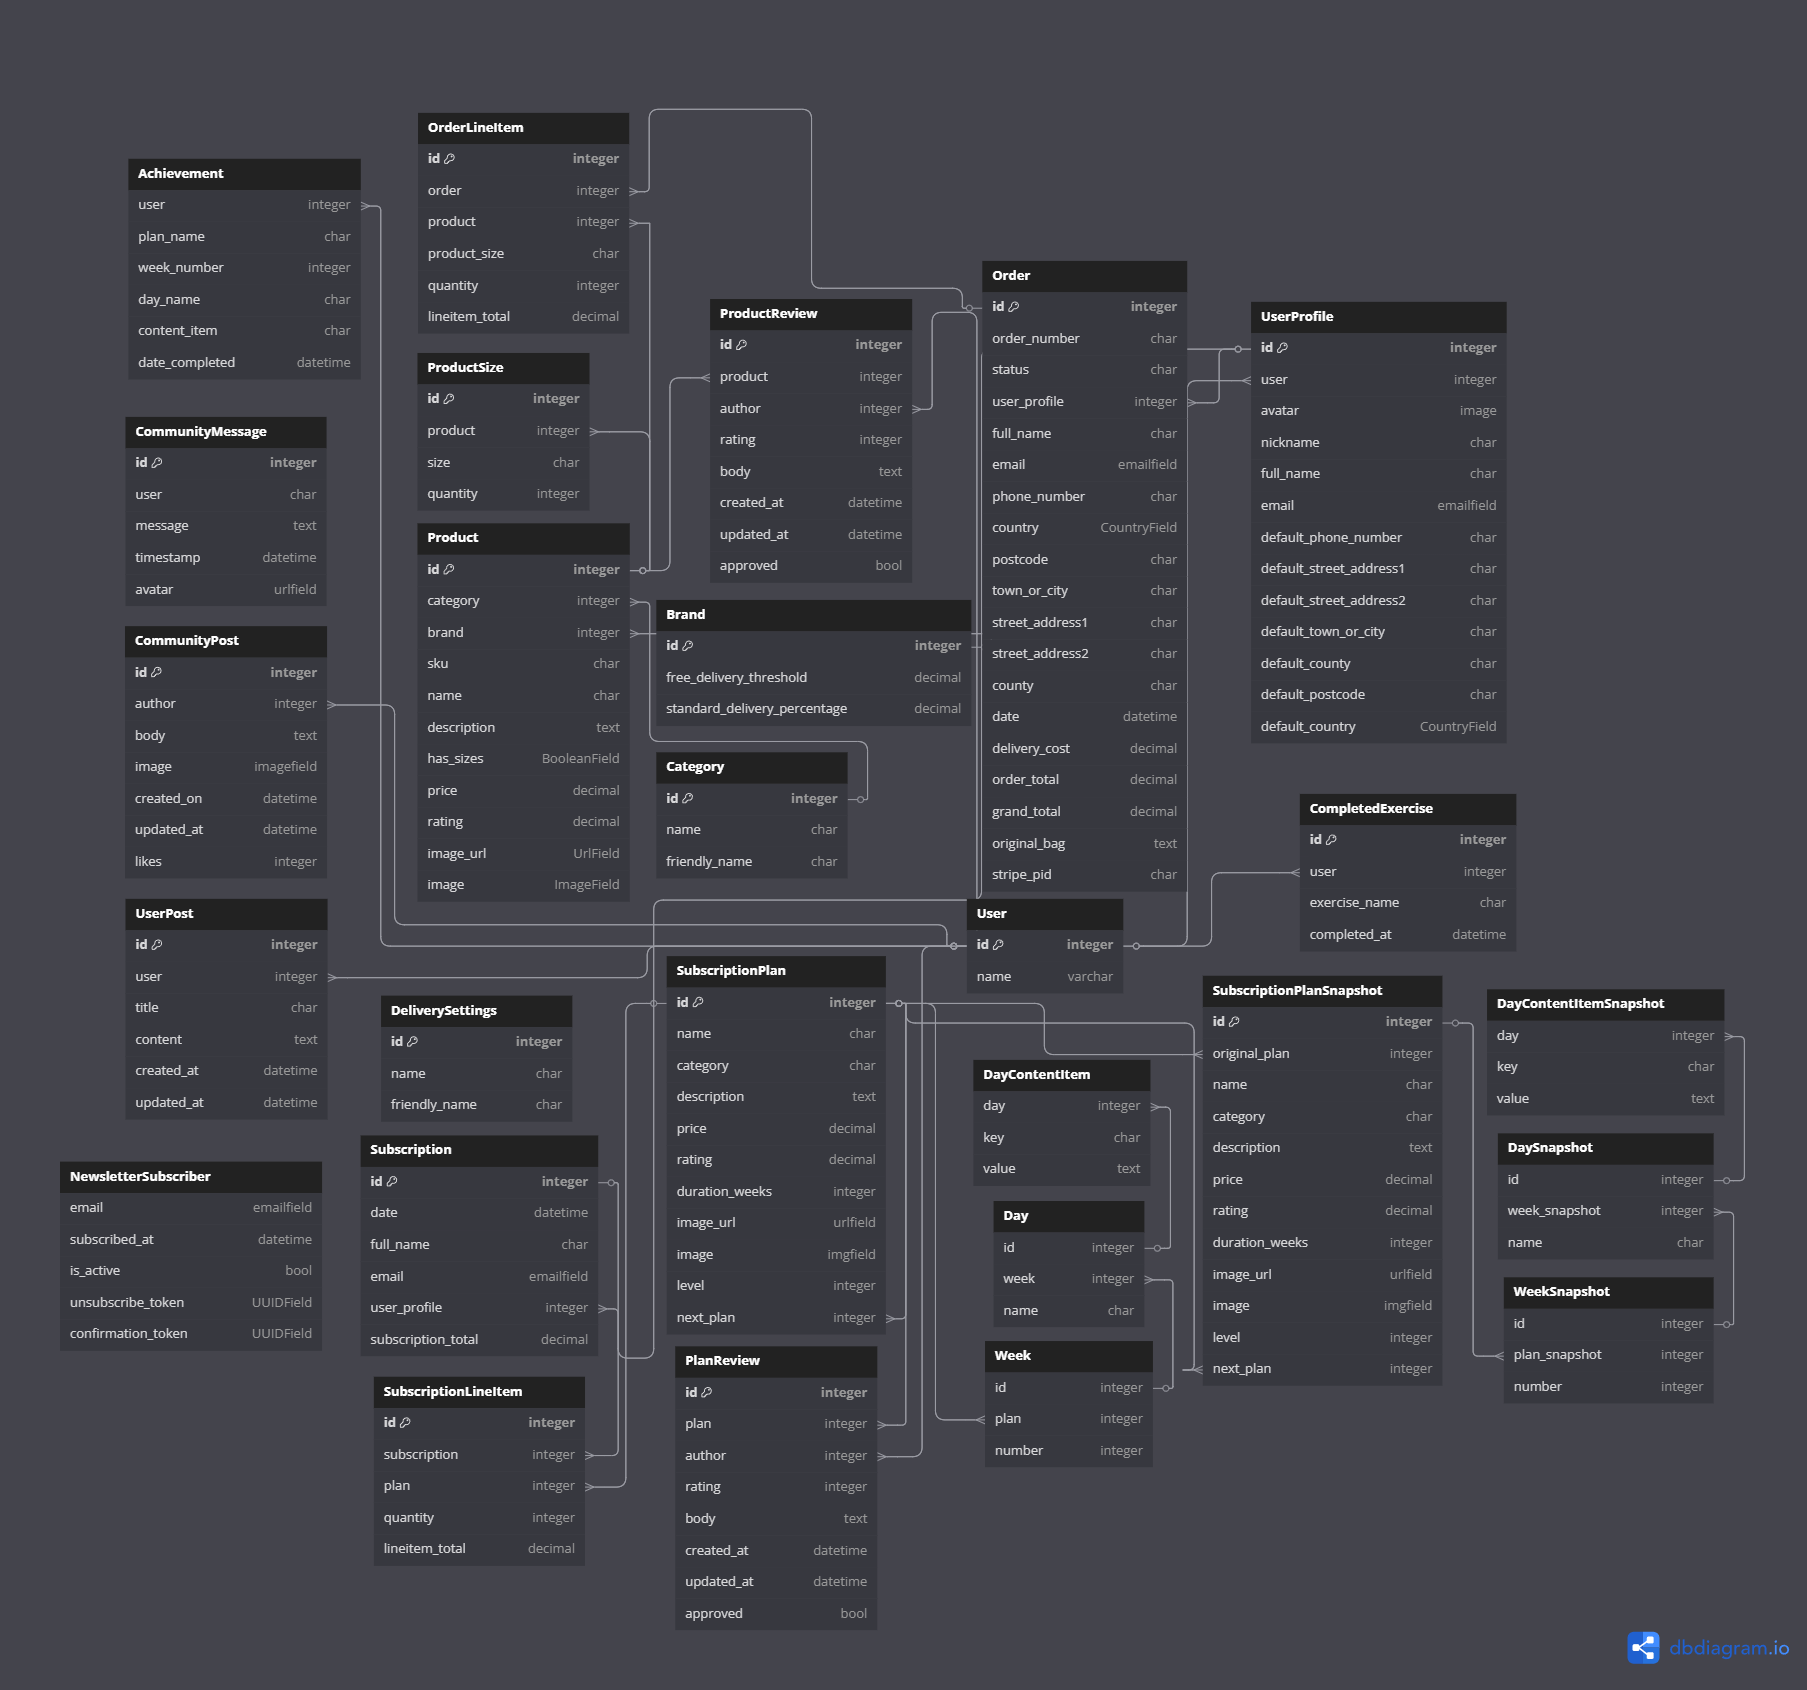 OrderLineItem
id integer
order integer
product integer
product_size char
quantity integer
lineitem_total decimal
Achievement
user integer
plan_name char
week_number integer
day_name char
content_item char
date_completed datetime
ProductSize
id integer
product integer
size char
quantity integer
ProductReview
id integer
product integer
author integer
rating integer
body text
created_at datetime
updated_at datetime
approved bool
Order
id integer
order_number char
status char
user_profile integer
full_name char
email emailfield
phone_number char
country CountryField
postcode char
town_or_city char
street_address1 char
street_address2 char
county char
date datetime
delivery_cost decimal
order_total decimal
grand_total decimal
original_bag text
stripe_pid char
UserProfile
id integer
user integer
avatar image
nickname char
full_name char
email emailfield
default_phone_number char
default_street_address1 char
default_street_address2 char
default_town_or_city char
default_county char
default_postcode char
default_country CountryField
CommunityMessage
id integer
user char
message text
timestamp datetime
avatar urlfield
Product
id integer
category integer
brand integer
sku char
name char
description text
has_sizes BooleanField
price decimal
rating decimal
image_url UrlField
image ImageField
Brand
id integer
free_delivery_threshold decimal
standard_delivery_percentage decimal
Category
id integer
name char
friendly_name char
CommunityPost
id integer
author integer
body text
image imagefield
created_on datetime
updated_at datetime
likes integer
CompletedExercise
id integer
user integer
exercise_name char
completed_at datetime
UserPost
id integer
user integer
title char
content text
created_at datetime
updated_at datetime
User
id integer
name varchar
DeliverySettings
id integer
name char
friendly_name char
SubscriptionPlan
id integer
name char
category char
description text
price decimal
rating decimal
duration_weeks integer
image_url urlfield
image imgfield
level integer
next_plan integer
SubscriptionPlanSnapshot
id integer
original_plan integer
name char
category char
description text
price decimal
rating decimal
duration_weeks integer
image_url urlfield
image imgfield
level integer
next_plan integer
DayContentItemSnapshot
day integer
key char
value text
DayContentItem
day integer
key char
value text
DaySnapshot
id integer
week_snapshot integer
name char
Subscription
id integer
date datetime
full_name char
email emailfield
user_profile integer
subscription_total decimal
NewsletterSubscriber
email emailfield
subscribed_at datetime
is_active bool
unsubscribe_token UUIDField
confirmation_token UUIDField
Day
id integer
week integer
name char
WeekSnapshot
id integer
plan_snapshot integer
number integer
Week
id integer
plan integer
number integer
PlanReview
id integer
plan integer
author integer
rating integer
body text
created_at datetime
updated_at datetime
approved bool
SubscriptionLineItem
id integer
subscription integer
plan integer
quantity integer
lineitem_total decimal
dbdiagram.io